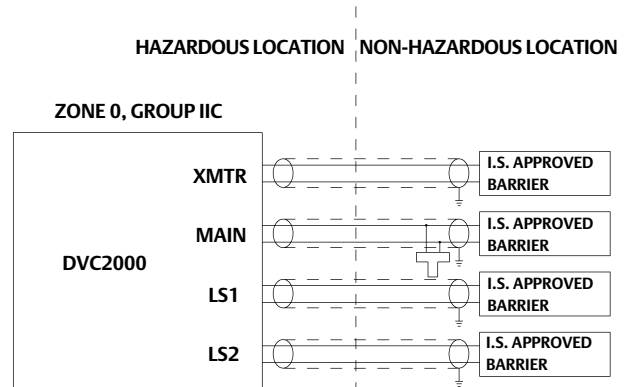 HAZARDOUS LOCATION NON-HAZARDOUS LOCATION
ZONE 0, GROUP IIC
DVC2000
XMTR
I.S. APPROVED
BARRIER
MAIN
I.S. APPROVED
BARRIER
LS1
I.S. APPROVED
BARRIER
LS2
I.S. APPROVED
BARRIER